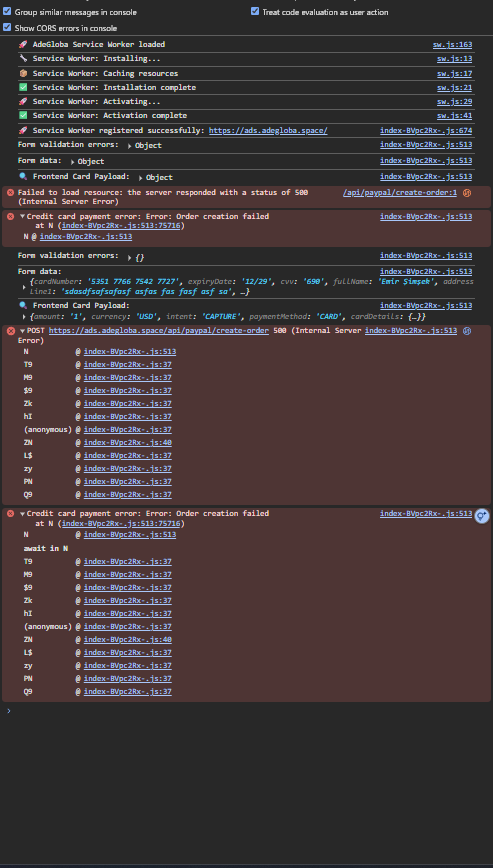 Group similar messages in console
Treat code evaluation as user action
Show CORS errors in console
🚀 AdeGloba Service Worker loaded sw.js:163
🔧 Service Worker: Installing... sw.js:13
📦 Service Worker: Caching resources sw.js:17
✅ Service Worker: Installation complete sw.js:21
🚀 Service Worker: Activating... sw.js:29
✅ Service Worker: Activation complete sw.js:41
🚀 Service Worker registered successfully: https://ads.adegloba.space/ index-BVpc2Rx-.js:674
Form validation errors: ▶ Object index-BVpc2Rx-.js:513
Form data: ▶ Object index-BVpc2Rx-.js:513
🔍 Frontend Card Payload: ▶ Object index-BVpc2Rx-.js:513
Failed to load resource: the server responded with a status of 500 /api/paypal/create-order:1
(Internal Server Error)
▼Credit card payment error: Error: Order creation failed index-BVpc2Rx-.js:513
at N (index-BVpc2Rx-.js:513:75716)
N @ index-BVpc2Rx-.js:513
Form validation errors: ▶ {} index-BVpc2Rx-.js:513
Form data: index-BVpc2Rx-.js:513
▶ {cardNumber: '5351 7766 7542 7727', expiryDate: '12/29', cvv: '690', fullName: 'Emir Şimşek', address
Line1: 'sdasdfsafsafasf asfas fas fasf asf sa', …}
🔍 Frontend Card Payload: index-BVpc2Rx-.js:513
▶ {amount: '1', currency: 'USD', intent: 'CAPTURE', paymentMethod: 'CARD', cardDetails: {…}}
▼POST https://ads.adegloba.space/api/paypal/create-order 500 (Internal Server index-BVpc2Rx-.js:513
Error)
N @ index-BVpc2Rx-.js:513
T9 @ index-BVpc2Rx-.js:37
M9 @ index-BVpc2Rx-.js:37
$9 @ index-BVpc2Rx-.js:37
Zk @ index-BVpc2Rx-.js:37
hI @ index-BVpc2Rx-.js:37
(anonymous) @ index-BVpc2Rx-.js:37
ZN @ index-BVpc2Rx-.js:40
L$ @ index-BVpc2Rx-.js:37
zy @ index-BVpc2Rx-.js:37
PN @ index-BVpc2Rx-.js:37
Q9 @ index-BVpc2Rx-.js:37
▼Credit card payment error: Error: Order creation failed index-BVpc2Rx-.js:513
at N (index-BVpc2Rx-.js:513:75716)
N @ index-BVpc2Rx-.js:513
await in N
T9 @ index-BVpc2Rx-.js:37
M9 @ index-BVpc2Rx-.js:37
$9 @ index-BVpc2Rx-.js:37
Zk @ index-BVpc2Rx-.js:37
hI @ index-BVpc2Rx-.js:37
(anonymous) @ index-BVpc2Rx-.js:37
ZN @ index-BVpc2Rx-.js:40
L$ @ index-BVpc2Rx-.js:37
zy @ index-BVpc2Rx-.js:37
PN @ index-BVpc2Rx-.js:37
Q9 @ index-BVpc2Rx-.js:37